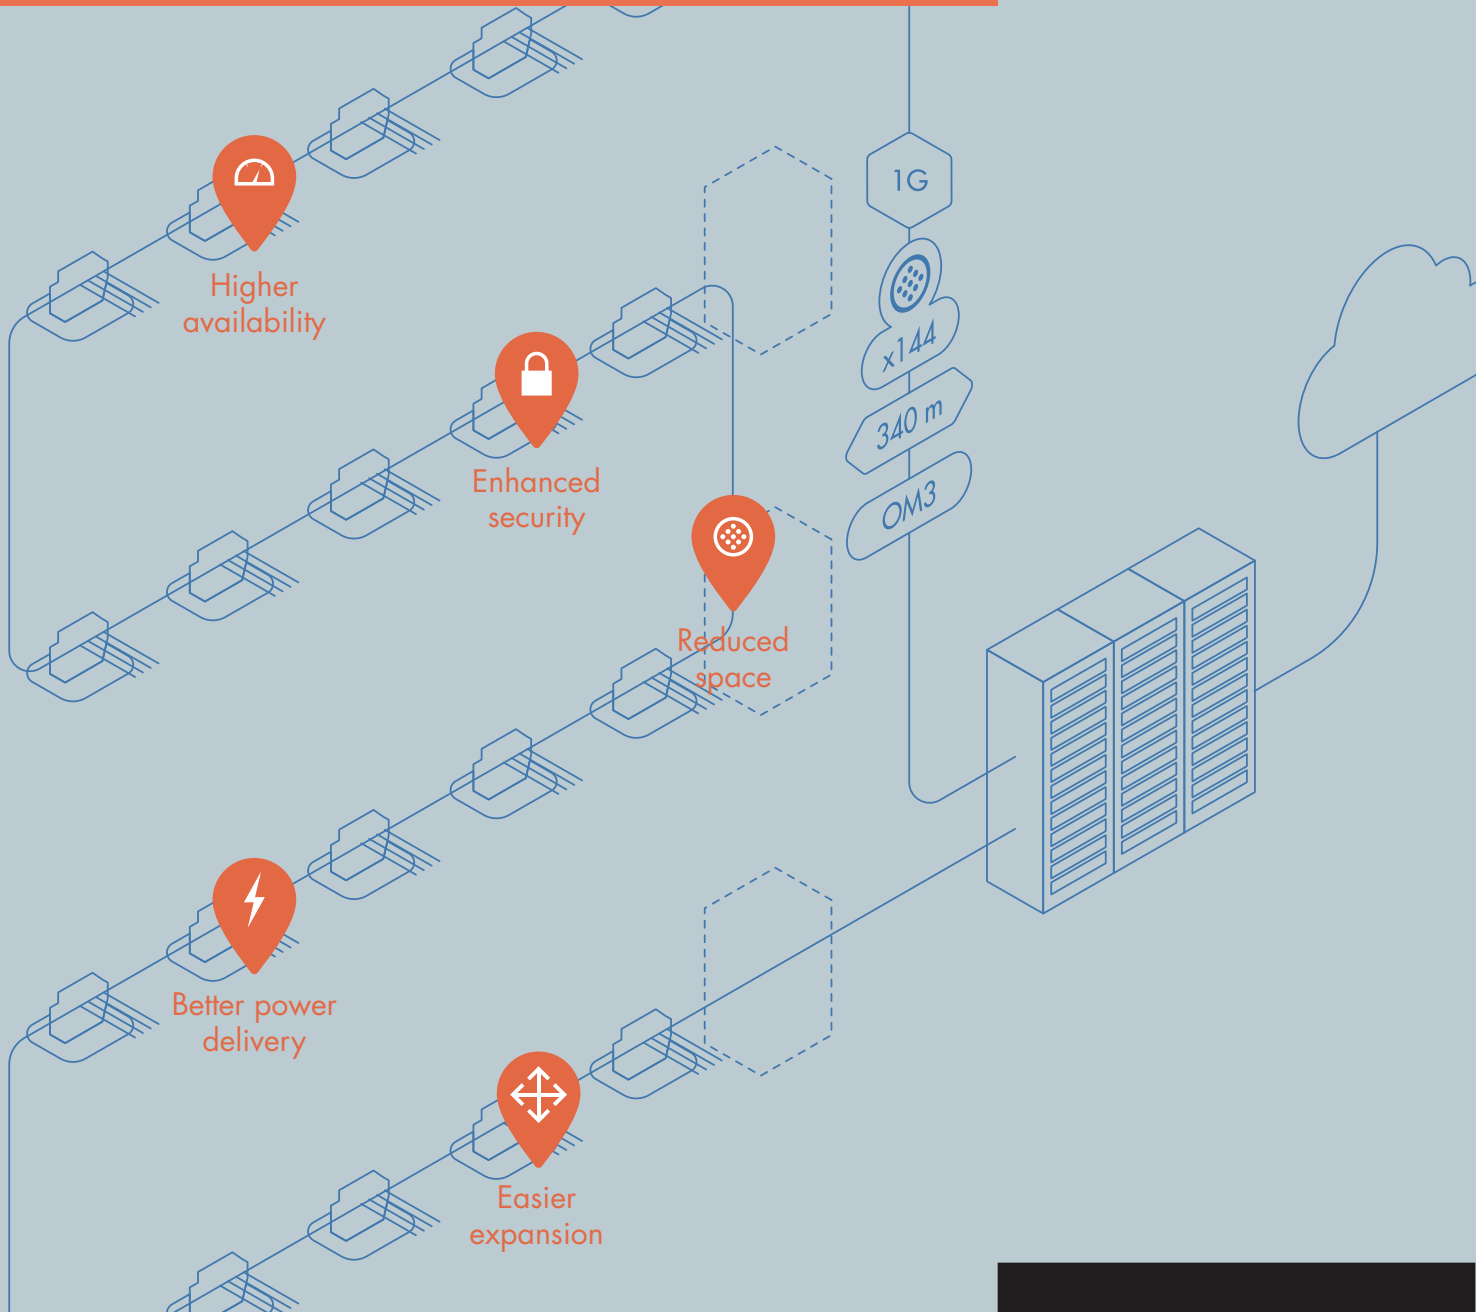 1G
x144
340 m
OM3
Higher
availability
Enhanced
security
Reduced
space
Better power
delivery
Easier
expansion